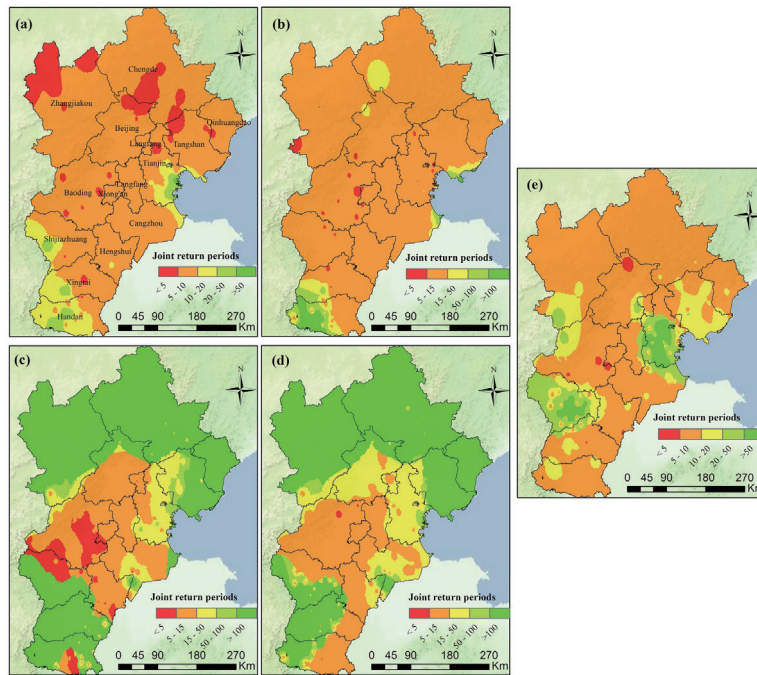 (a)
N
Chengde
Zhangjiakou
Qinhuangdao
Beijing
Langfang
Tangshan
Tianjin
Langfang
Baoding
Xiong'an
Cangzhou
Shijiazhuang
Hengshui
Xingtai
Handan
Joint return periods
< 5
5 - 10
10 - 20
20 - 50
>50
0 45 90 180 270
Km
(b)
N
Joint return periods
< 5
5 - 15
15 - 50
50 - 100
>100
0 45 90 180 270
Km
(c)
N
Joint return periods
< 5
5 - 15
15 - 50
50 - 100
> 100
0 45 90 180 270
Km
(d)
N
Joint return periods
< 5
5 - 15
15 - 50
50 - 100
> 100
0 45 90 180 270
Km
(e)
N
Joint return periods
< 5
5 - 10
10 - 20
20 - 50
>50
0 45 90 180 270
Km